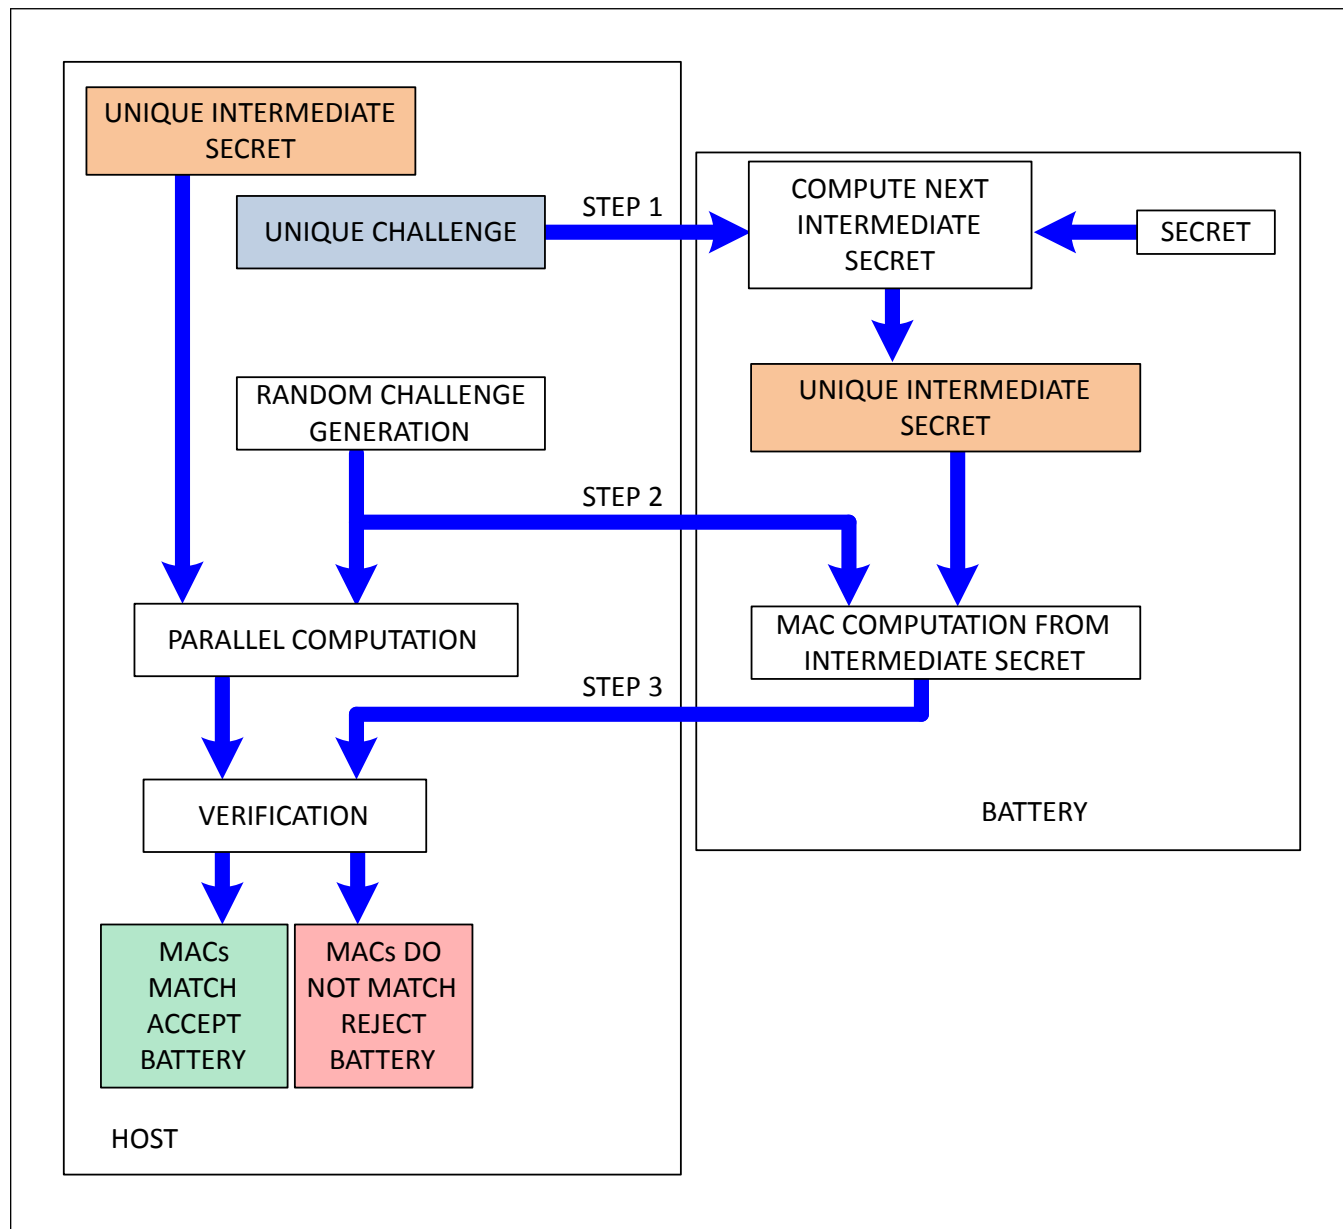 UNIQUE INTERMEDIATE
SECRET
UNIQUE CHALLENGE
STEP 1
COMPUTE NEXT
INTERMEDIATE
SECRET
SECRET
RANDOM CHALLENGE
GENERATION
UNIQUE INTERMEDIATE
SECRET
STEP 2
PARALLEL COMPUTATION
MAC COMPUTATION FROM
INTERMEDIATE SECRET
STEP 3
VERIFICATION
BATTERY
MACs
MATCH
ACCEPT
BATTERY
MACs DO
NOT MATCH
REJECT
BATTERY
HOST